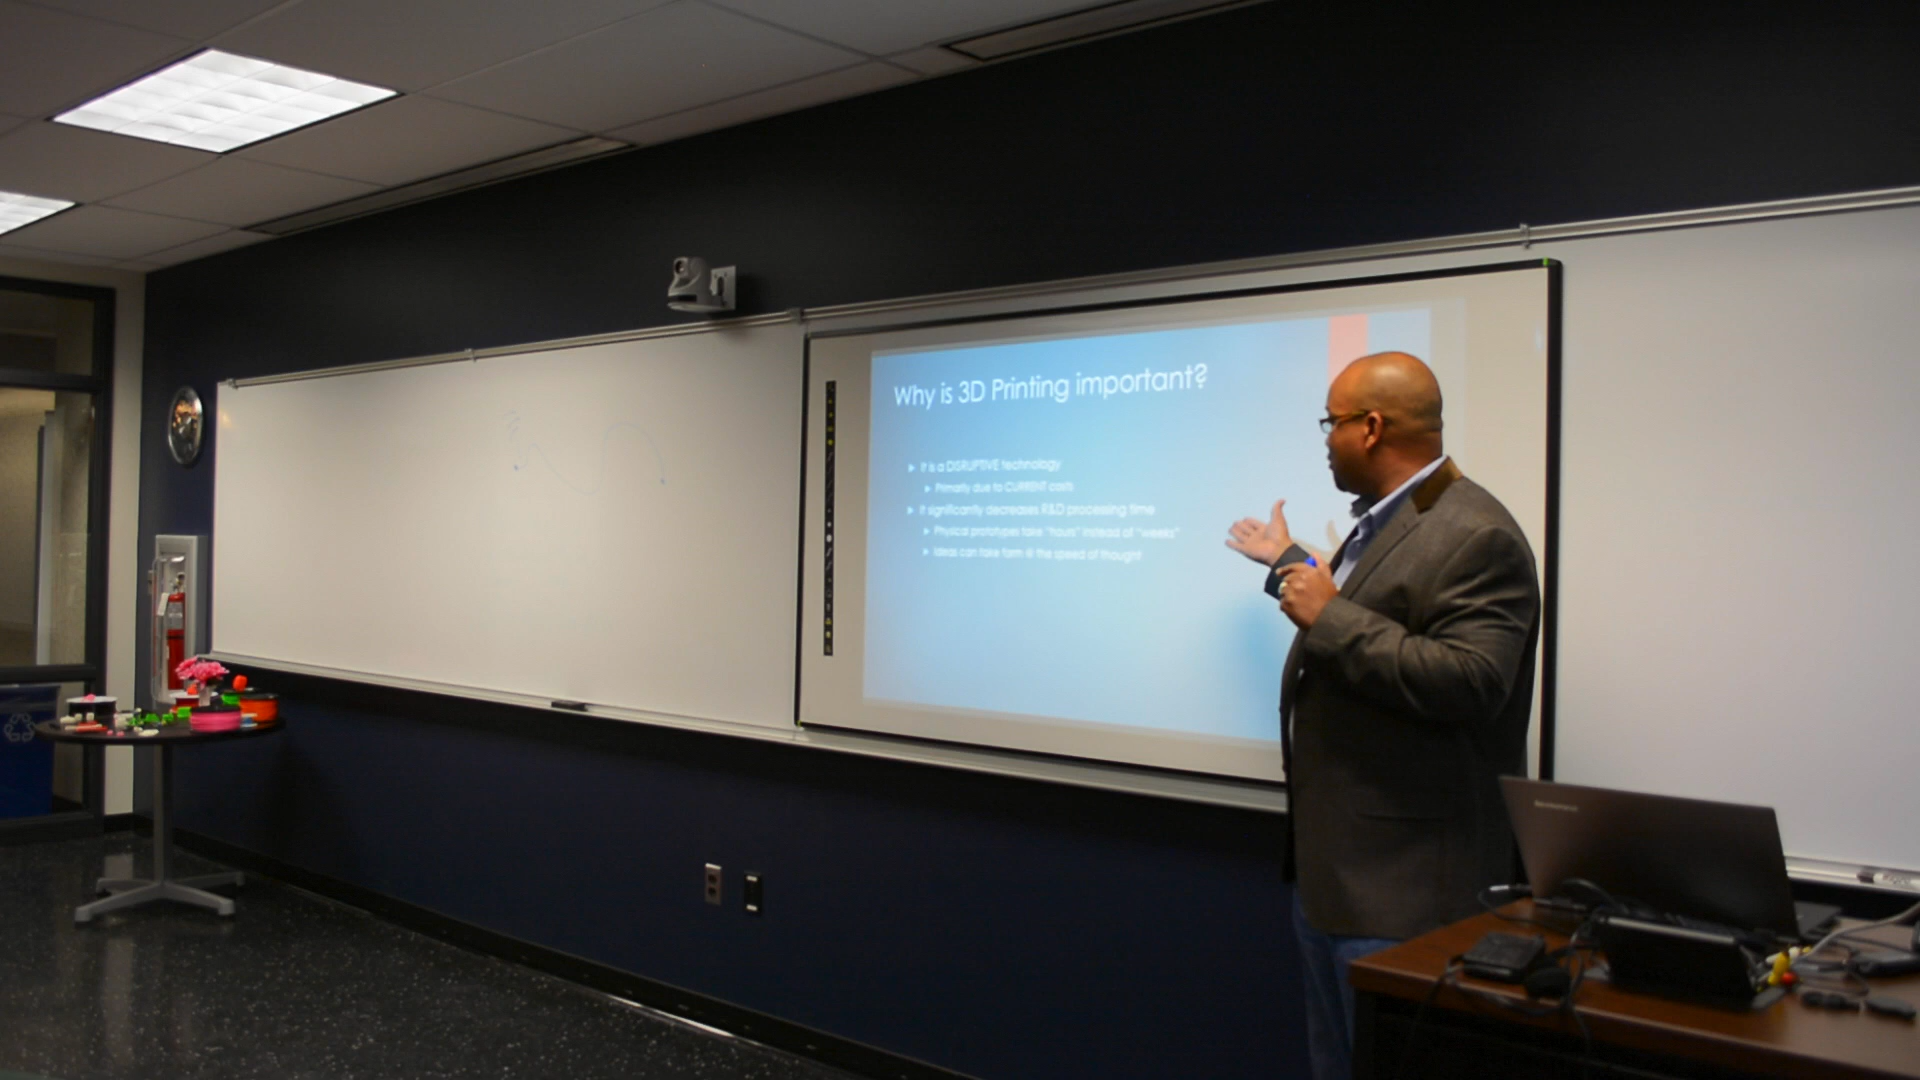 Why is 3D Printing important?
It is a DISRUPTIVE technology
Primarily due to CURRENT costs
It significantly decreases R&D processing time
Physical prototypes take "hours" instead of "weeks"
Ideas can take form @ the speed of thought
Lenovo